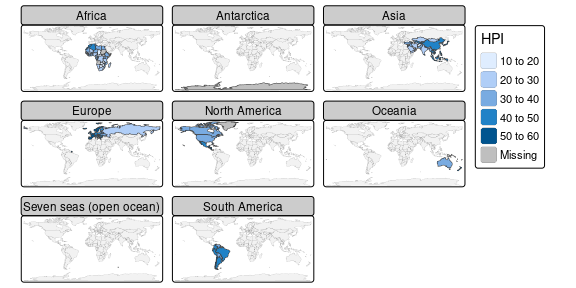 Africa
Antarctica
Asia
Europe
North America
Oceania
Seven seas (open ocean)
South America
HPI
10 to 20
20 to 30
30 to 40
40 to 50
50 to 60
Missing